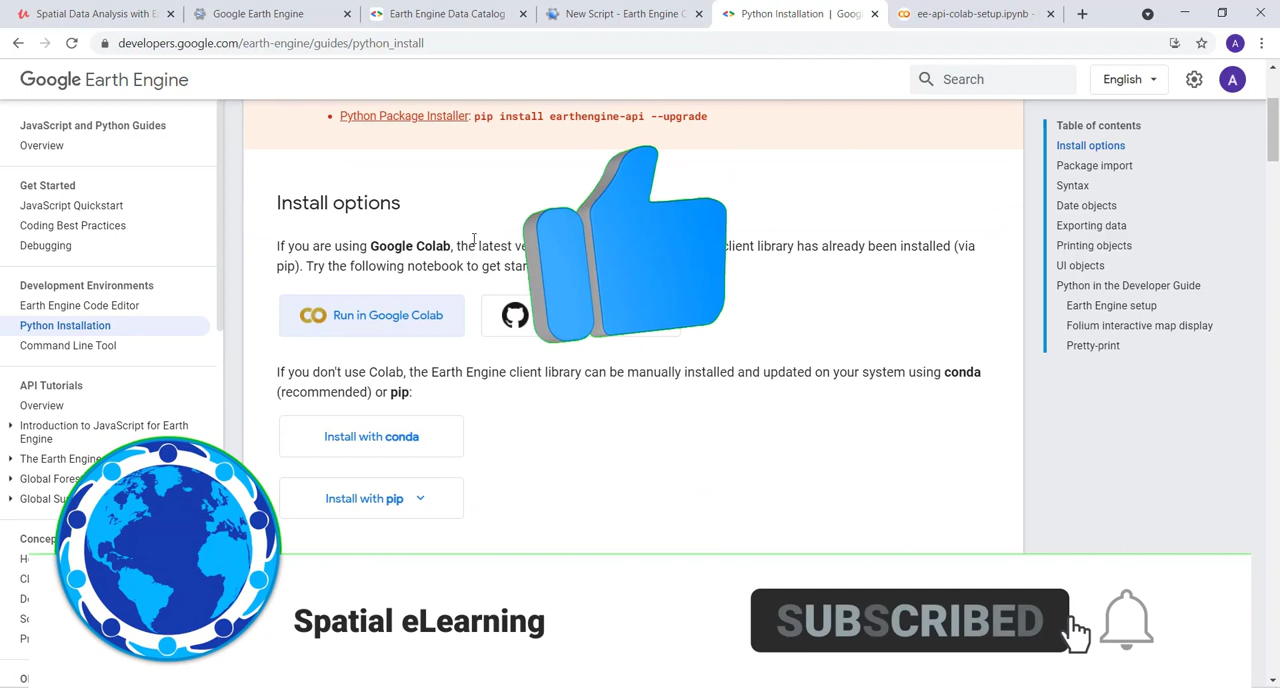 Spatial Data Analysis with E
Google Earth Engine
Earth Engine Data Catalog
New Script - Earth Engine C
Python Installation | Goog
ee-api-colab-setup.ipynb -
developers.google.com/earth-engine/guides/python_install
A
Google Earth Engine
Search
English
A
JavaScript and Python Guides
Overview
Get Started
JavaScript Quickstart
Coding Best Practices
Debugging
Development Environments
Earth Engine Code Editor
Python Installation
Command Line Tool
API Tutorials
Overview
Introduction to JavaScript for Earth
Engine
The Earth Engine
Global Fores
Global Su
Concep
Python Package Installer: pip install earthengine-api --upgrade
Install options
If you are using Google Colab, the latest ve client library has already been installed (via
pip). Try the following notebook to get star
Run in Google Colab
If you don't use Colab, the Earth Engine client library can be manually installed and updated on your system using conda
(recommended) or pip:
Install with conda
Install with pip
Table of contents
Install options
Package import
Syntax
Date objects
Exporting data
Printing objects
UI objects
Python in the Developer Guide
Earth Engine setup
Folium interactive map display
Pretty-print
Spatial eLearning
SUBSCRIBED